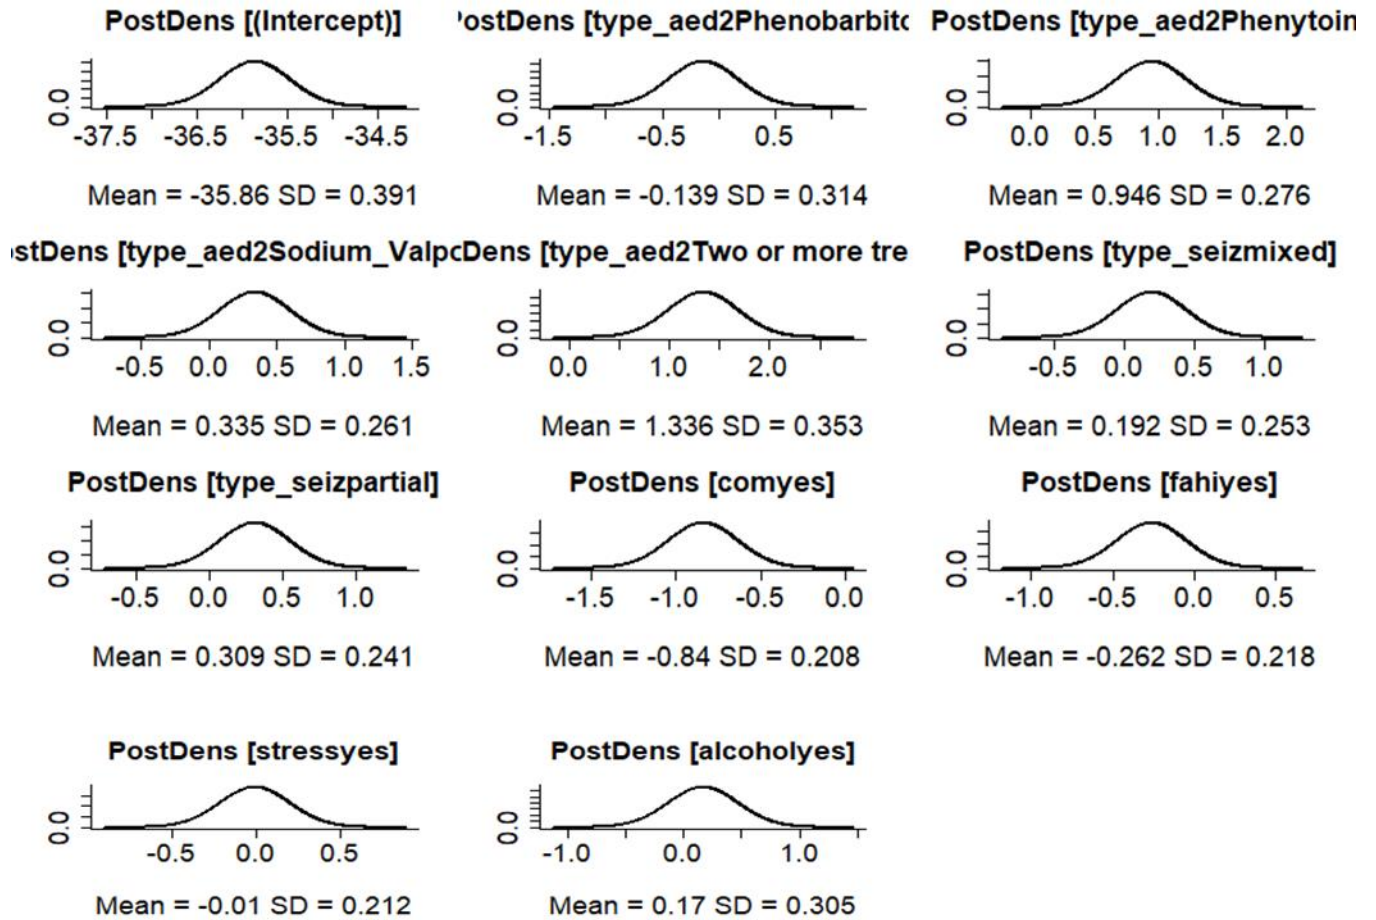 PostDens [(Intercept)]
PostDens [type_aed2Phenobarbito
PostDens [type_aed2Phenytoin
0.0
-37.5 -36.5 -35.5 -34.5
0.0
-1.5 -0.5 0.5
0.0
0.0 0.5 1.0 1.5 2.0
Mean = -35.86 SD = 0.391
Mean = -0.139 SD = 0.314
Mean = 0.946 SD = 0.276
stDens [type_aed2Sodium_Valpo
Dens [type_aed2Two or more tre
PostDens [type_seizmixed]
0.0
-0.5 0.0 0.5 1.0 1.5
0.0
0.0 1.0 2.0
0.0
-0.5 0.0 0.5 1.0
Mean = 0.335 SD = 0.261
Mean = 1.336 SD = 0.353
Mean = 0.192 SD = 0.253
PostDens [type_seizpartial]
PostDens [comyes]
PostDens [fahiyes]
0.0
-0.5 0.0 0.5 1.0
0.0
-1.5 -1.0 -0.5 0.0
0.0
-1.0 -0.5 0.0 0.5
Mean = 0.309 SD = 0.241
Mean = -0.84 SD = 0.208
Mean = -0.262 SD = 0.218
PostDens [stressyes]
PostDens [alcoholyes]
0.0
-0.5 0.0 0.5
0.0
-1.0 0.0 1.0
Mean = -0.01 SD = 0.212
Mean = 0.17 SD = 0.305